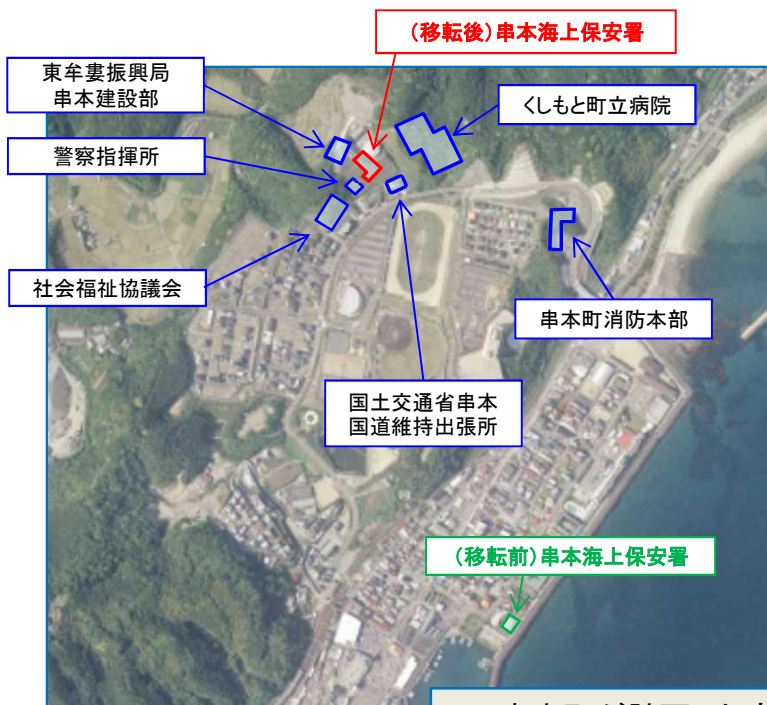 (移転後)串本海上保安署
東牟婁振興局
串本建設部
くしもと町立病院
警察指揮所
社会福祉協議会
串本町消防本部
国土交通省串本
国道維持出張所
(移転前)串本海上保安署